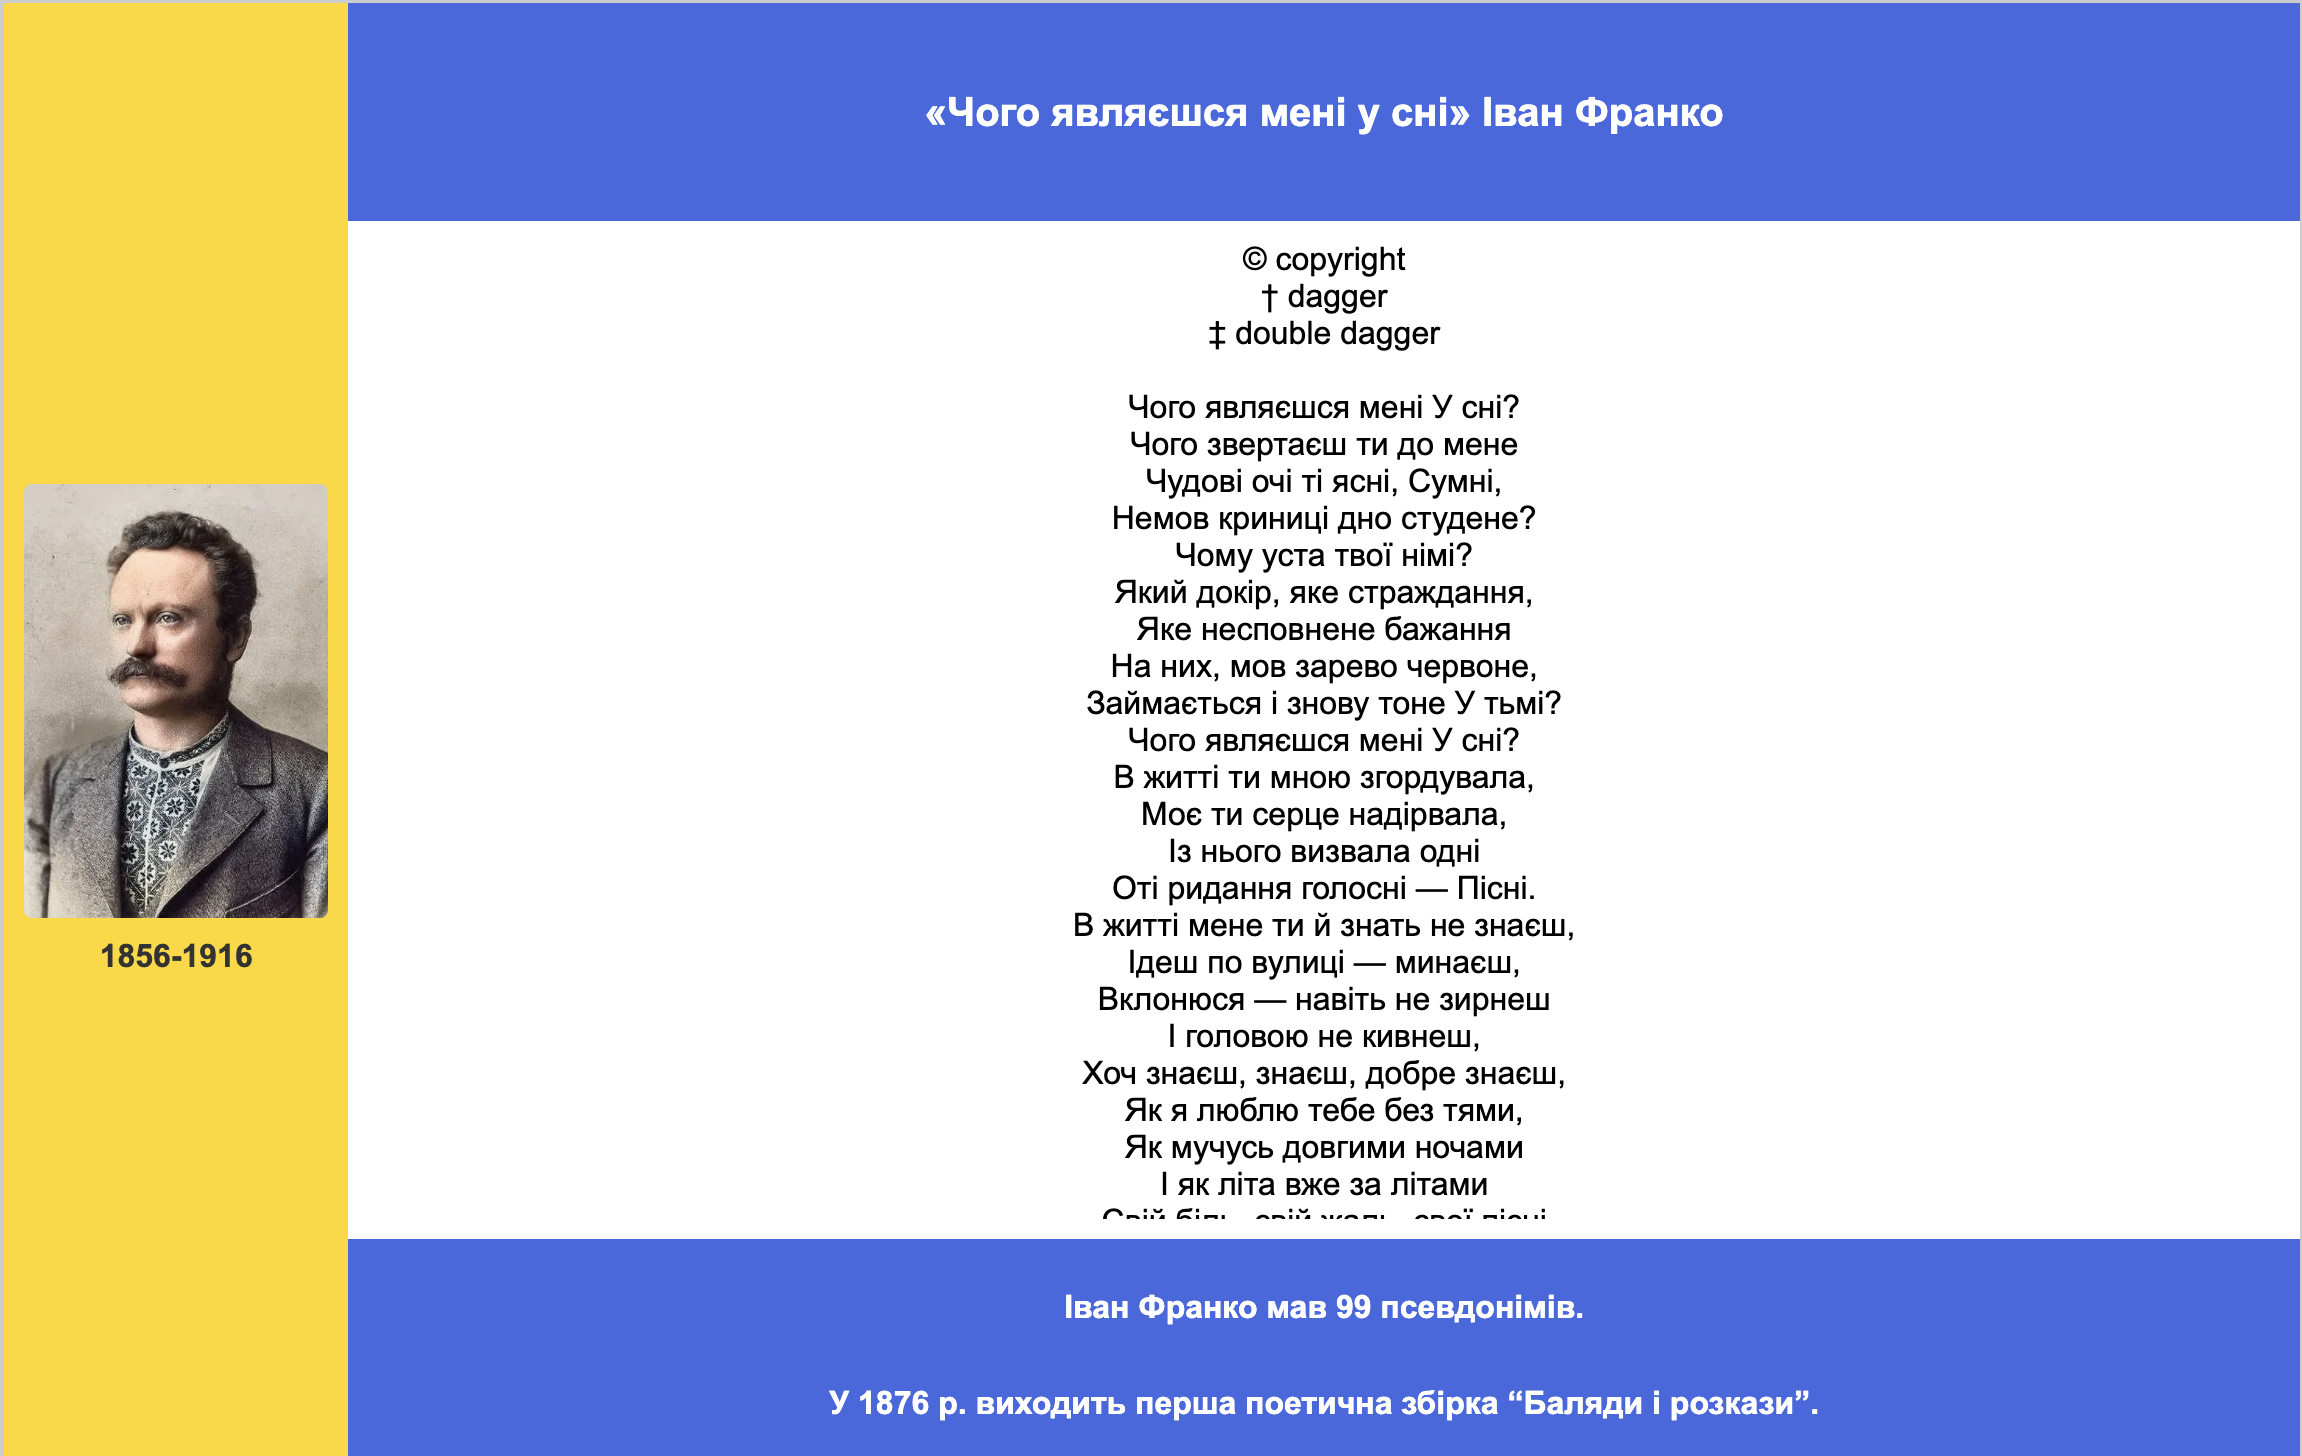 «Чого являєшся мені у сні» Іван Франко
© copyright
† dagger
‡ double dagger
Чого являєшся мені У сні?
Чого звертаєш ти до мене
Чудові очі ті ясні, Сумні,
Немов криниці дно студене?
Чому уста твої німі?
Який докір, яке страждання,
Яке несповнене бажання
На них, мов зарево червоне,
Займається і знову тоне У тьмі?
Чого являєшся мені У сні?
В житті ти мною згордувала,
Моє ти серце надірвала,
Із нього визвала одні
Оті ридання голосні — Пісні.
В житті мене ти й знать не знаєш,
Ідеш по вулиці — минаєш,
Вклонюся — навіть не зирнеш
І головою не кивнеш,
Хоч знаєш, знаєш, добре знаєш,
Як я люблю тебе без тями,
Як мучусь довгими ночами
І як літа вже за літами
Свій біль, свій жаль, свої пісні
1856-1916
Іван Франко мав 99 псевдонімів.
У 1876 р. виходить перша поетична збірка “Баляди і розкази”.